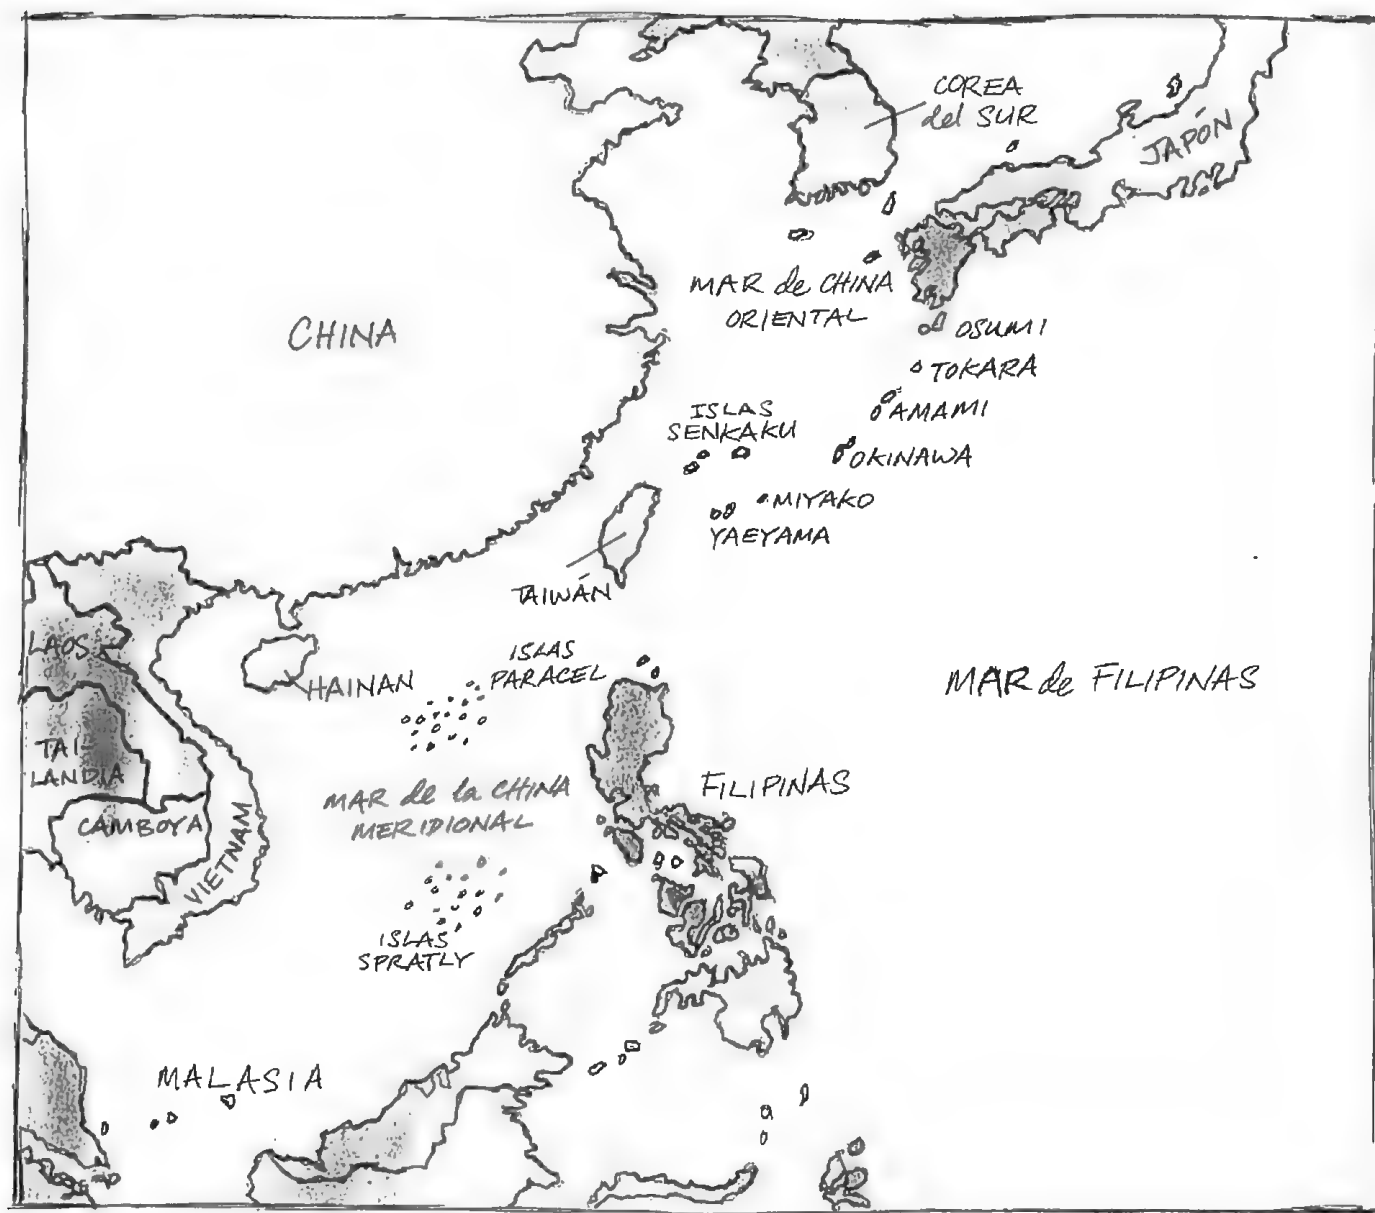 COREA
del SUR
JAPÓN
MAR de CHINA
ORIENTAL
CHINA
OSUMI
TOKARA
AMAMI
ISLAS
SENKAKU
OKINAWA
MIYAKO
YAEYAMA
TAIWÁN
LAOS
HAINAN
ISLAS
PARACEL
MAR de FILIPINAS
TAI-
LANDIA
FILIPINAS
MAR de la CHINA
MERIDIONAL
CAMBOYA
VIETNAM
ISLAS
SPRATLY
MALASIA